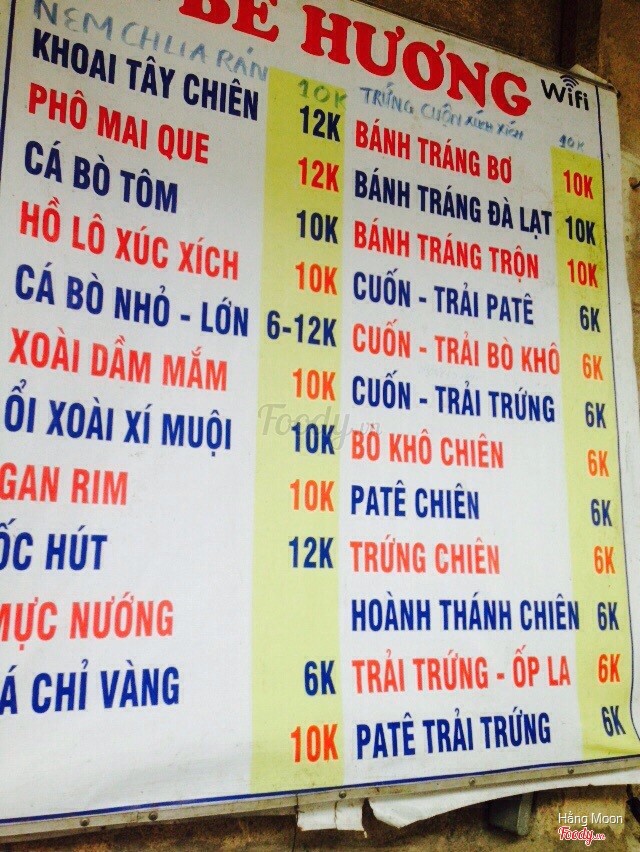 BÉ HƯƠNG
Wifi
NEM CHUA RÁN 10K
KHOAI TÂY CHIÊN 12K
PHÔ MAI QUE 12K
CÁ BÒ TÔM 10K
HỒ LÔ XÚC XÍCH 10K
CÁ BÒ NHỎ - LỚN 6-12K
XOÀI DẦM MẮM 10K
ỔI XOÀI XÍ MUỘI 10K
GAN RIM 10K
ỐC HÚT 12K
MỰC NƯỚNG
Á CHỈ VÀNG 6K
10K
TRỨNG CUỘN XÚC XÍCH 10K
BÁNH TRÁNG BƠ 10K
BÁNH TRÁNG ĐÀ LẠT 10K
BÁNH TRÁNG TRỘN 10K
CUỐN - TRẢI PATÊ 6K
CUỐN - TRẢI BÒ KHÔ 6K
CUỐN - TRẢI TRỨNG 6K
BÒ KHÔ CHIÊN 6K
PATÊ CHIÊN 6K
TRỨNG CHIÊN 6K
HOÀNH THÁNH CHIÊN 6K
TRẢI TRỨNG - ỐP LA 6K
PATÊ TRẢI TRỨNG 6K
Foody.vn
Hằng Moon
Foody.vn